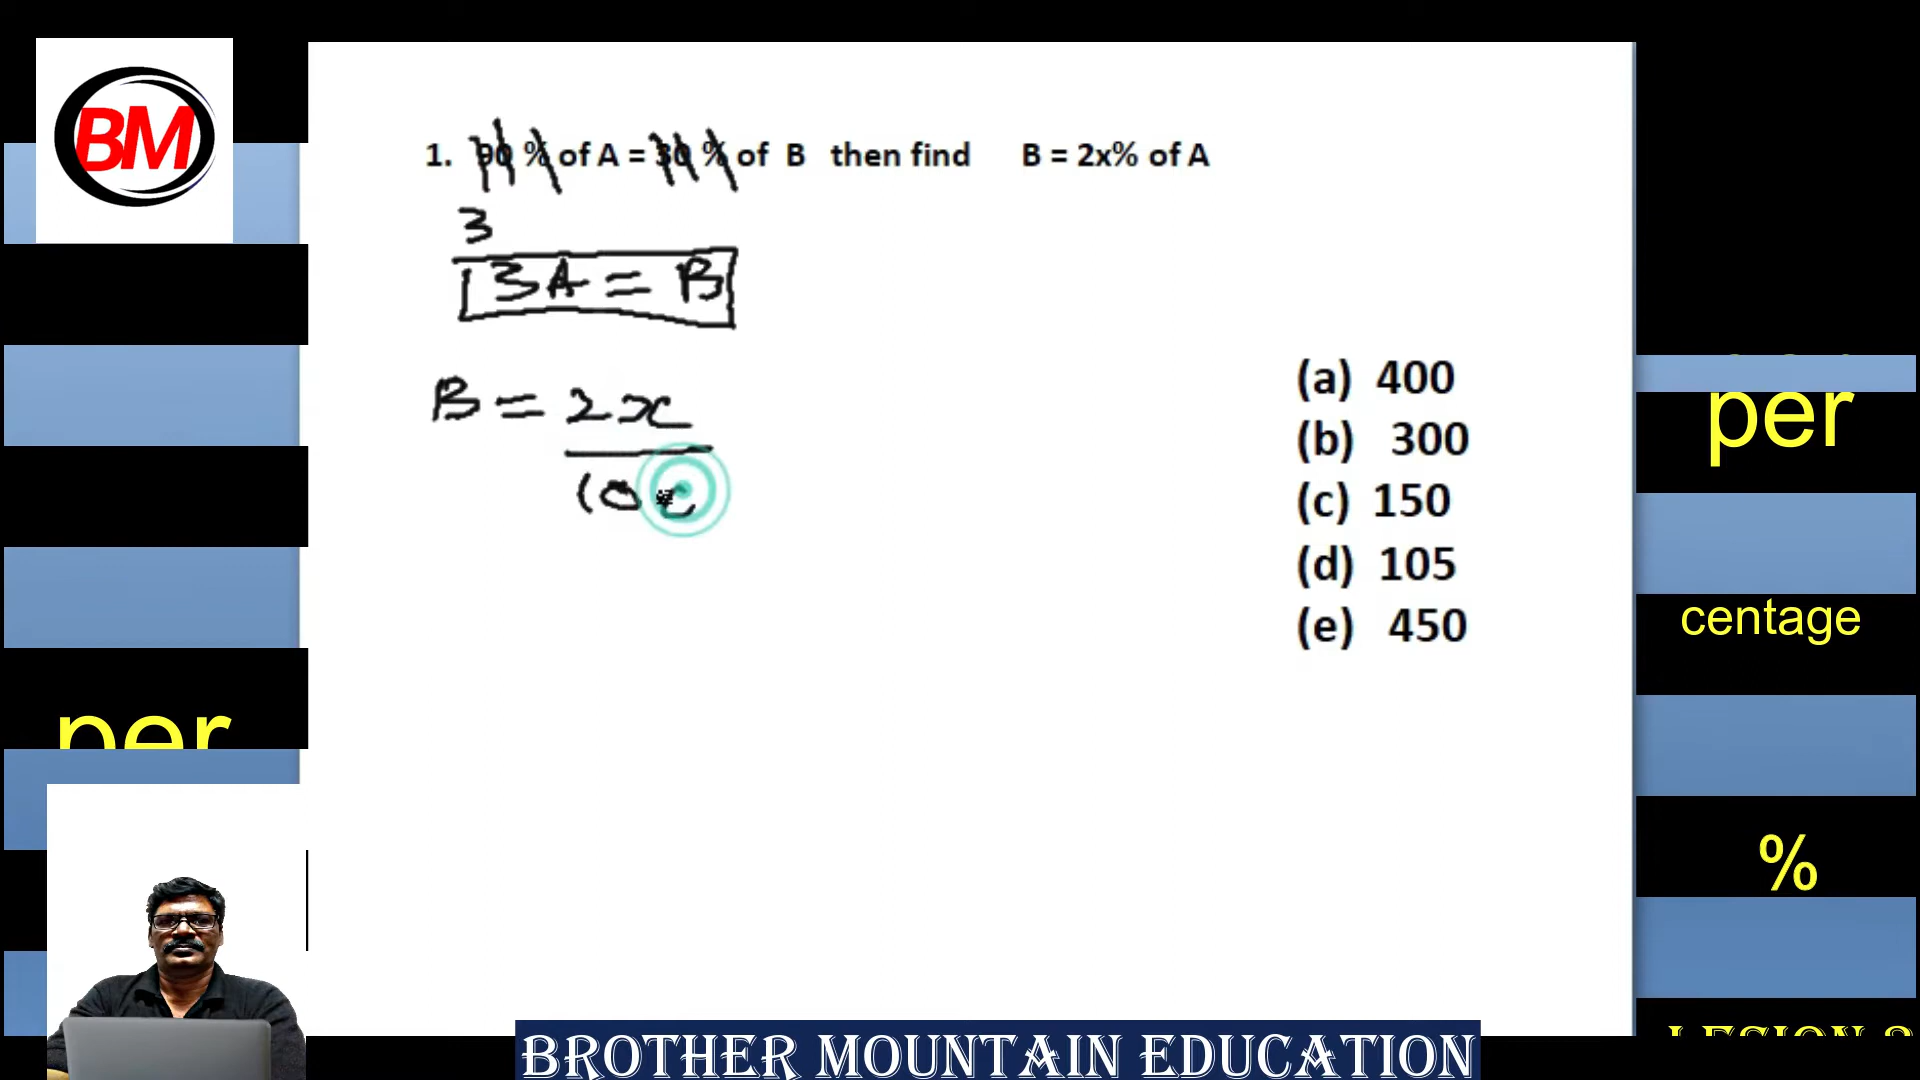 BM
1. 90 % of A = 30 % of B then find B = 2x% of A
3
3A = B
B = 2x
(a) 400
(b) 300
(c) 150
(d) 105
(e) 450
per
per
centage
%
BROTHER MOUNTAIN EDUCATION